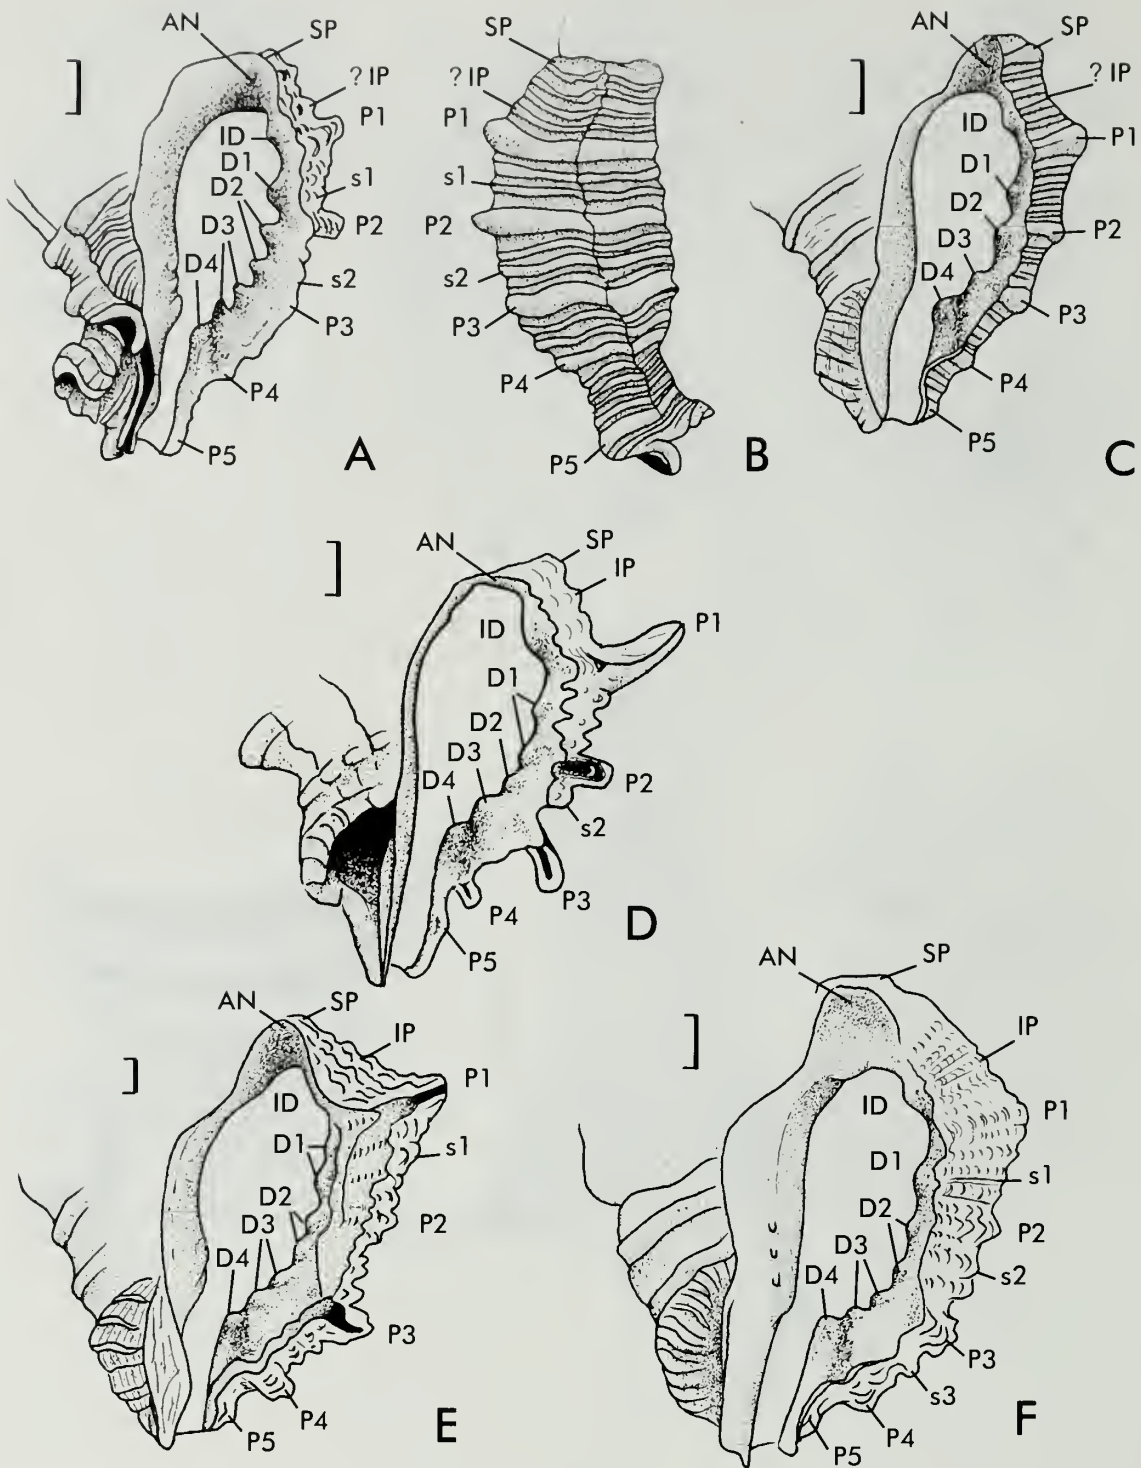 AN
SP
? IP
P1
ID
D1
D2
s1
D3
P2
D4
s2
P3
P4
P5
A
SP
? IP
P1
s1
P2
s2
P3
P4
P5
B
AN
SP
? IP
ID
P1
D1
D2
P2
D3
D4
P3
P4
P5
C
AN
SP
IP
ID
P1
D1
D2
D3
D4
P2
s2
P3
P4
P5
D
AN
SP
IP
P1
ID
D1
s1
D2
P2
D3
D4
P3
P4
P5
E
AN
SP
IP
ID
P1
D1
s1
D2
P2
D3
s2
D4
P3
s3
P4
P5
F